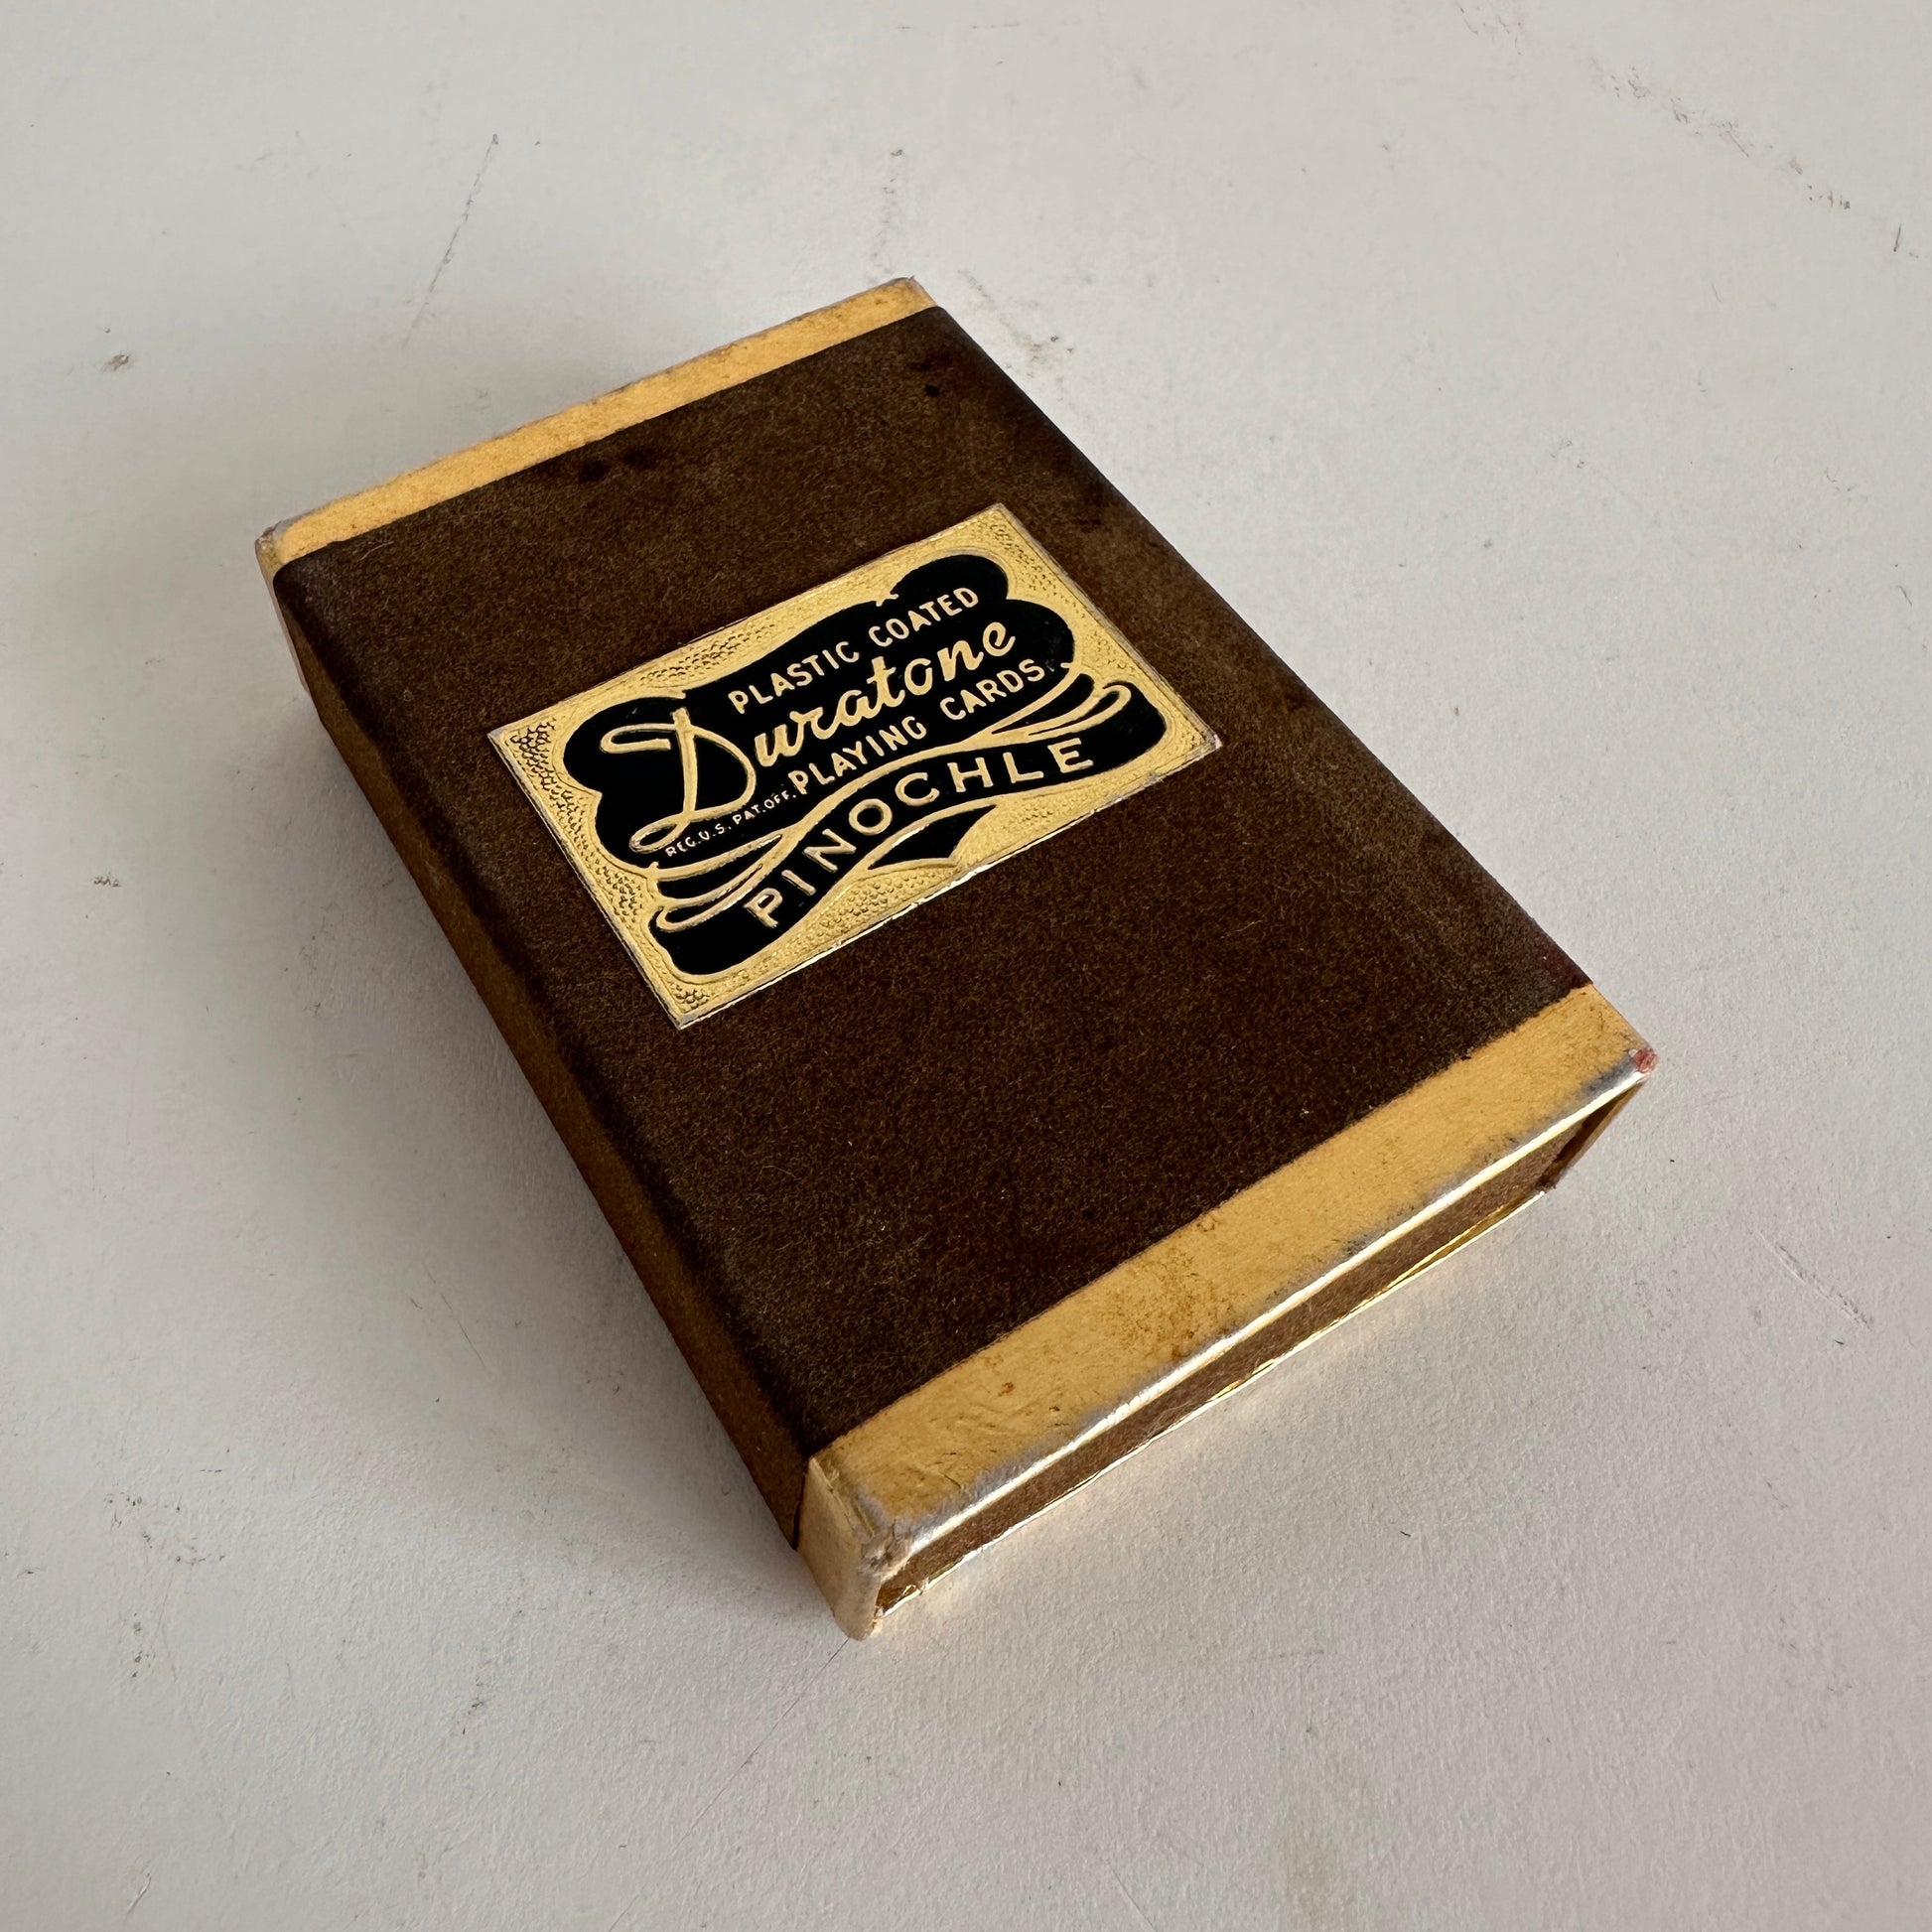 PLASTIC COATED
Duratone
REG. U.S. PAT. OFF. PLAYING CARDS
PINOCHLE